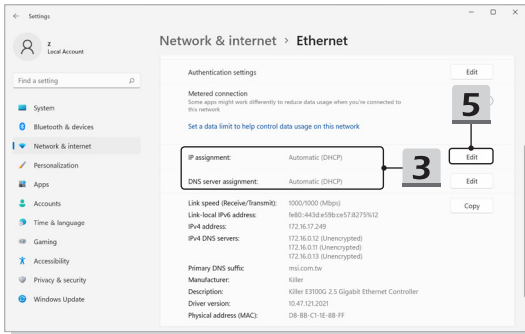 Settings
z
Local Account
Find a setting
System
Bluetooth & devices
Network & internet
Personalization
Apps
Accounts
Time & language
Gaming
Accessibility
Privacy & security
Windows Update
Network & internet > Ethernet
Authentication settings
Edit
Metered connection
Some apps might work differently to reduce data usage when you're connected to
this network
5
Set a data limit to help control data usage on this network
IP assignment: Automatic (DHCP)
3
Edit
DNS server assignment: Automatic (DHCP)
Edit
Link speed (Receive/Transmit): 1000/1000 (Mbps)
Copy
Link-local IPv6 address: fe80::443d:e59b:ce57:8275%12
IPv4 address: 172.16.17.249
IPv4 DNS servers: 172.16.0.12 (Unencrypted)
172.16.0.11 (Unencrypted)
172.16.0.13 (Unencrypted)
Primary DNS suffix: msi.com.tw
Manufacturer: Killer
Description: Killer E3100G 2.5 Gigabit Ethernet Controller
Driver version: 10.47.121.2021
Physical address (MAC): D8-BB-C1-1E-8B-FF